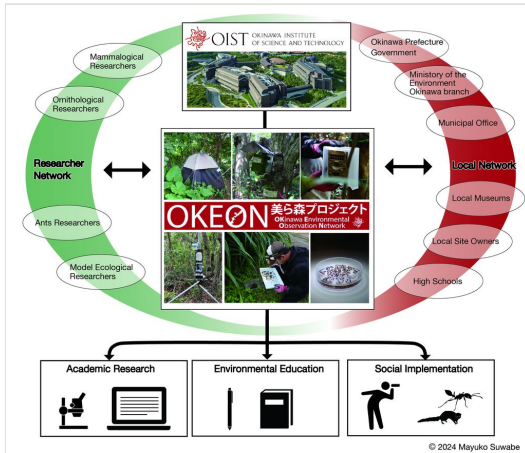 OIST
OKINAWA INSTITUTE
OF SCIENCE AND TECHNOLOGY
Mammalogical
Researchers
Ornithological
Researchers
Researcher
Network
Ants Researchers
Model Ecological
Researchers
OKEON 美ら森プロジェクト
OKinawa Environmental
Observation Network
Okinawa Prefecture
Government
Ministory of the
Environment
Okinawa branch
Municipal Office
Local Network
Local Museums
Local Site Owners
High Schools
Academic Research
Environmental Education
Social Implementation
© 2024 Mayuko Suwabe